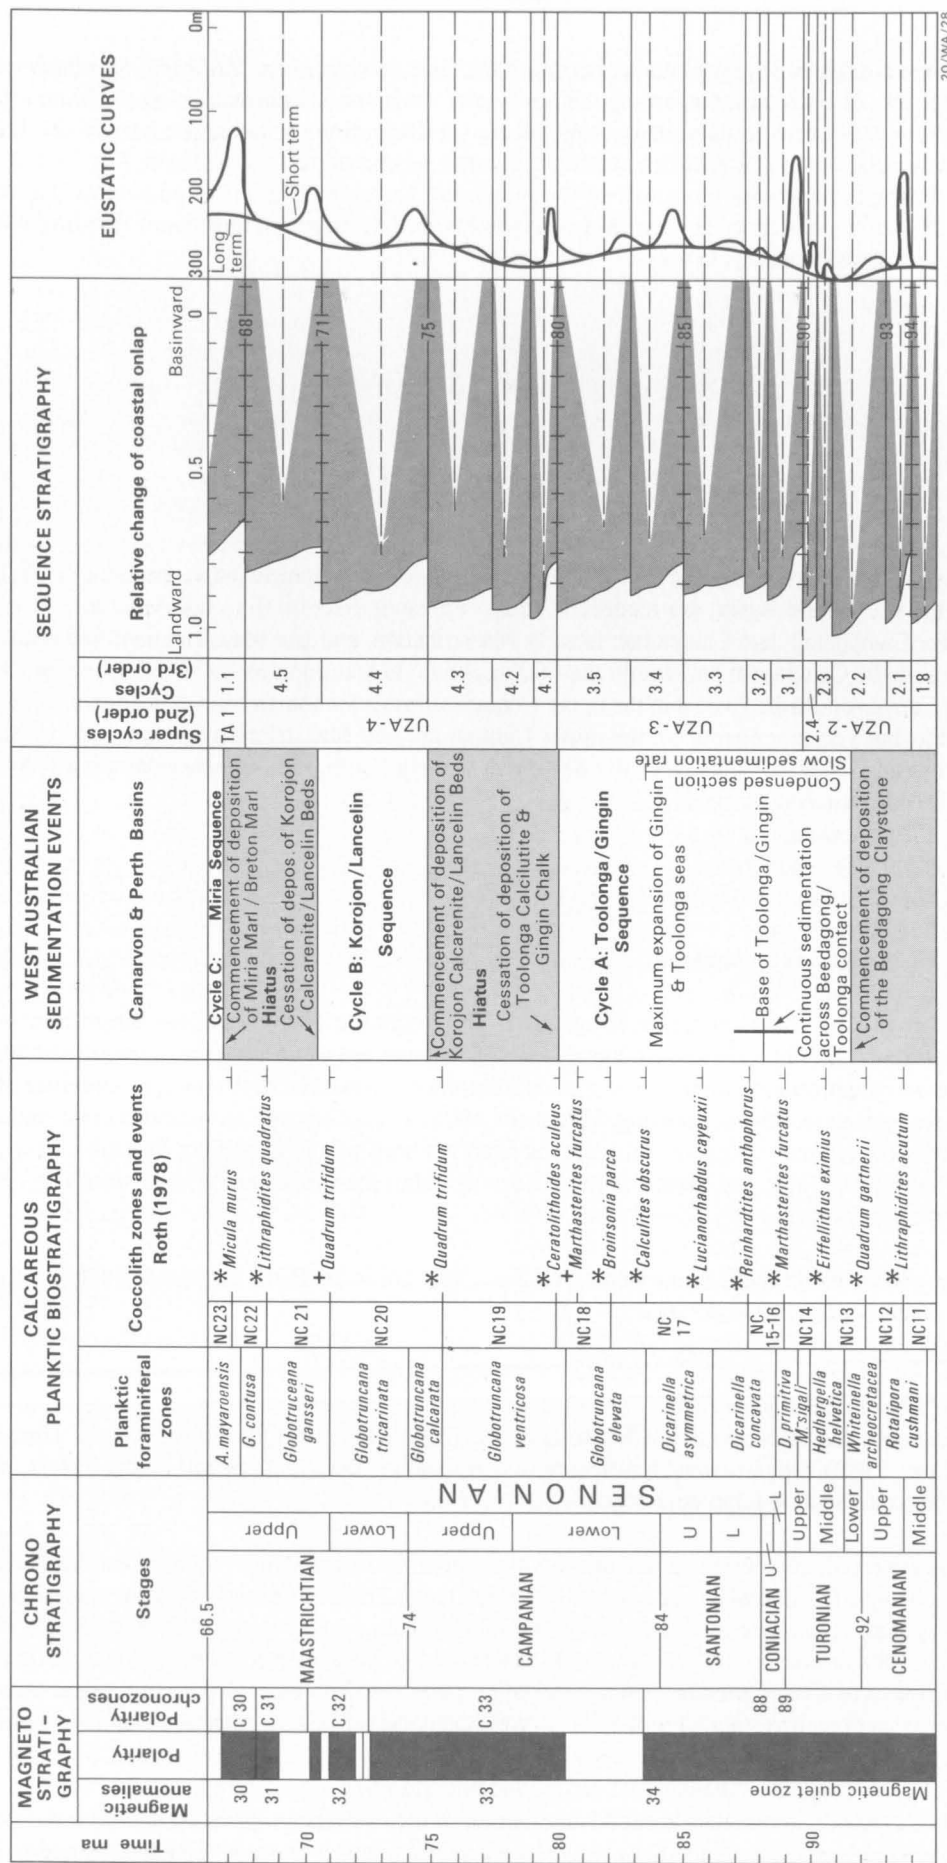 Time ma
MAGNETO
STRATI –
GRAPHY
Magnetic
anomalies
Polarity
Polarity
chronozones
CHRONO
STRATIGRAPHY
Stages
CALCAREOUS
PLANKTIC BIOSTRATIGRAPHY
Planktic
foraminiferal
zones
Coccolith zones and events
Roth (1978)
WEST AUSTRALIAN
SEDIMENTATION EVENTS
Carnarvon & Perth Basins
Super cycles
(2nd order)
Cycles
(3rd order)
SEQUENCE STRATIGRAPHY
Relative change of coastal onlap
Landward
Basinward
1.0
0.5
0
EUSTATIC CURVES
300
200
100
0m
Long
term
Short term
70
75
80
85
90
30
31
32
33
34
Magnetic quiet zone
C 30
C 31
C 32
C 33
66.5
74
84
88
89
92
MAASTRICHTIAN
CAMPANIAN
SANTONIAN
CONIACIAN
TURONIAN
CENOMANIAN
Upper
Lower
Upper
Lower
U
L
U
L
Upper
Middle
Lower
Upper
Middle
SENONIAN
A. mayaroensis
G. contusa
Globotruceana
gansseri
Globotruncana
tricarinata
Globotruncana
calcarata
Globotruncana
ventricosa
Globotruncana
elevata
Dicarinella
asymmetrica
Dicarinella
concavata
D. primitiva
M⁻sigali
Hedhergella
helvetica
Whiteinella
archeocretacea
Rotalipora
cushmani
NC23
NC22
NC 21
NC20
NC19
NC18
NC
17
NC
15-16
NC14
NC13
NC12
NC11
*Micula murus
*Lithraphidites quadratus
+Quadrum trifidum
*Quadrum trifidum
*Ceratolithoides aculeus
+Marthasterites furcatus
*Broinsonia parca
*Calculites obscurus
*Lucianorhabdus cayeuxii
*Reinhardtites anthophorus
*Marthasterites furcatus
*Eiffellithus eximius
*Quadrum gartnerii
*Lithraphidites acutum
Cycle C: Miria Sequence
Commencement of deposition
of Miria Marl / Breton Marl
Hiatus
Cessation of depos. of Korojon
Calcarenite/Lancelin Beds
Cycle B: Korojon/Lancelin
Sequence
Commencement of deposition of
Korojon Calcarenite/Lancelin Beds
Hiatus
Cessation of deposition of
Toolonga Calcilutite &
Gingin Chalk
Cycle A: Toolonga/Gingin
Sequence
Maximum expansion of Gingin
& Toolonga seas
Base of Toolonga/Gingin
Continuous sedimentation
across Beedagong/
Toolonga contact
Commencement of deposition
of the Beedagong Claystone
Condensed section
Slow sedimentation rate
TA 1
UZA-4
UZA-3
2.4
UZA-2
1.1
4.5
4.4
4.3
4.2
4.1
3.5
3.4
3.3
3.2
3.1
2.3
2.2
2.1
1.8
68
71
75
80
85
90
93
94
20/WA/28